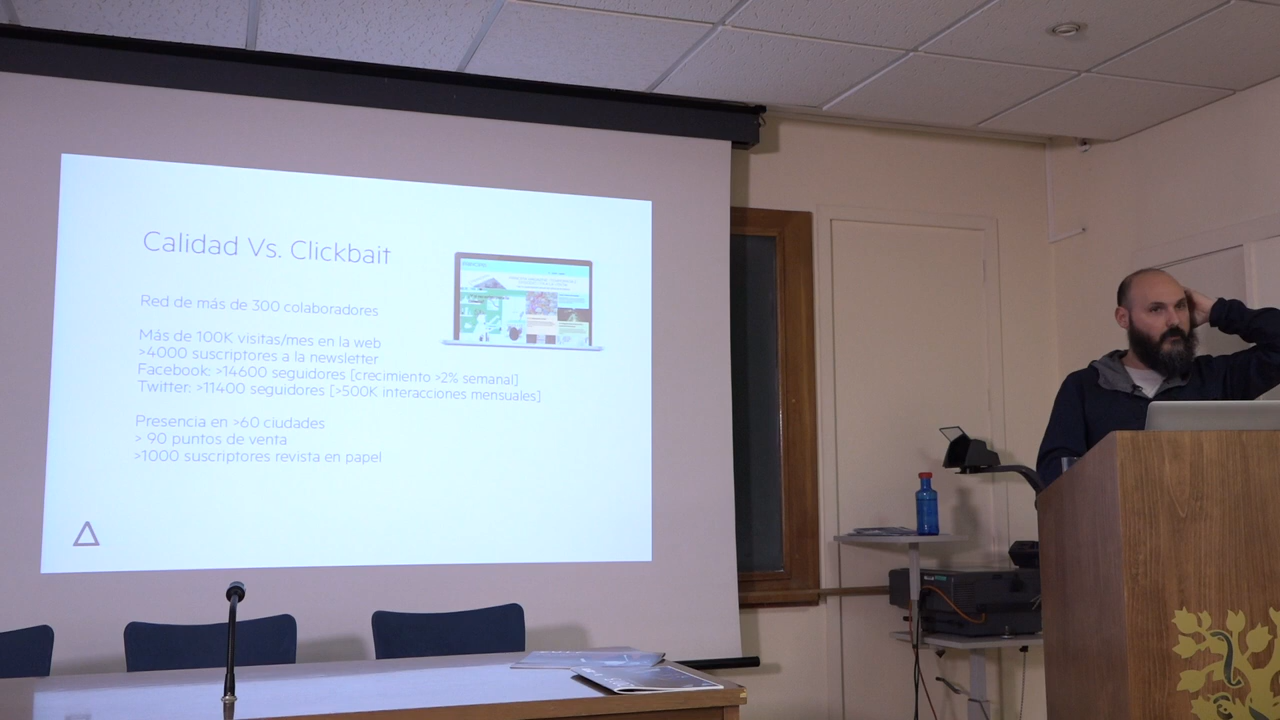 Calidad Vs. Clickbait
Red de más de 300 colaboradores
Más de 100K visitas/mes en la web
>4000 suscriptores a la newsletter
Facebook: >14600 seguidores [crecimiento >2% semanal]
Twitter: >11400 seguidores [>500K interacciones mensuales]
Presencia en >60 ciudades
> 90 puntos de venta
>1000 suscriptores revista en papel